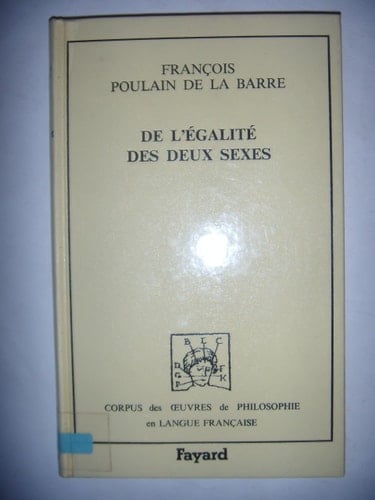 FRANÇOIS
POULAIN DE LA BARRE
DE L'ÉGALITÉ
DES DEUX SEXES
B L C
CORPUS des ŒUVRES de PHILOSOPHIE
en LANGUE FRANÇAISE
Fayard